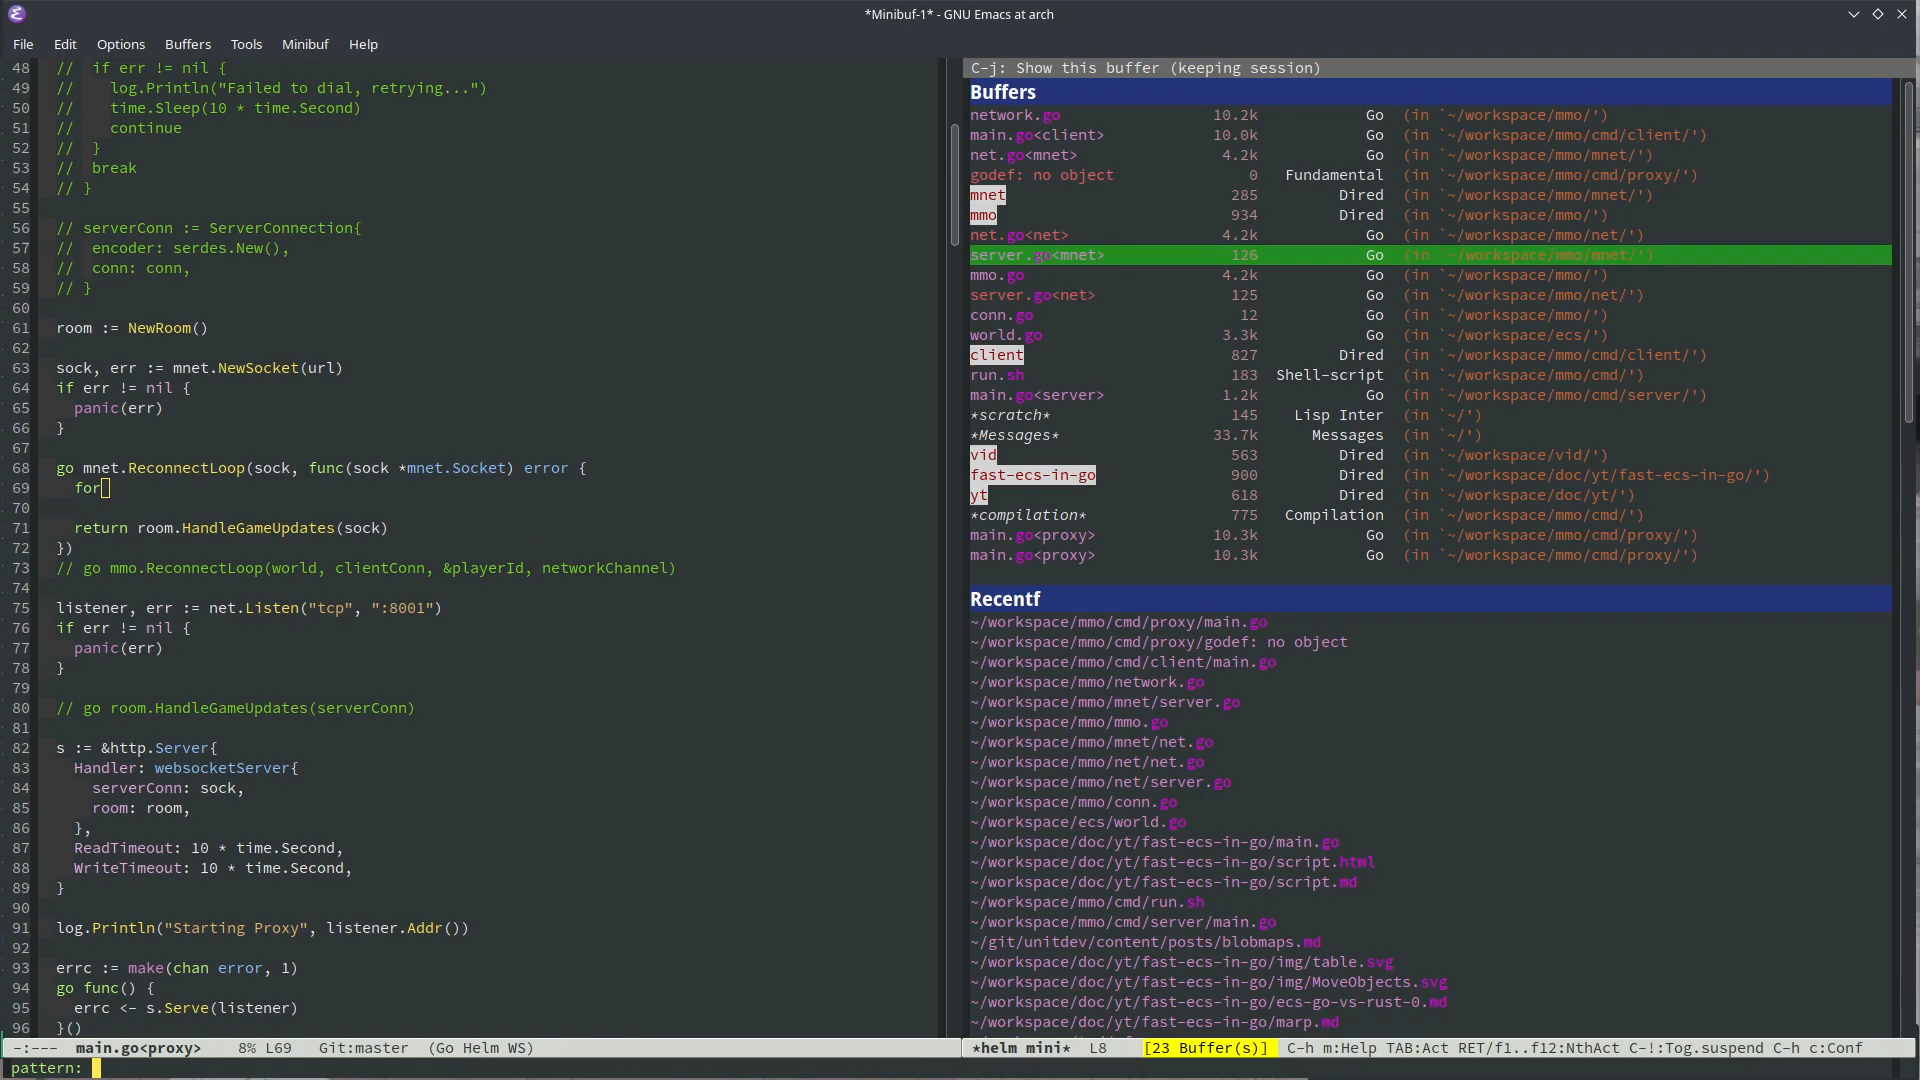 *Minibuf-1* - GNU Emacs at arch
File Edit Options Buffers Tools Minibuf Help
48 // if err != nil {
49 // log.Println("Failed to dial, retrying...")
50 // time.Sleep(10 * time.Second)
51 // continue
52 // }
53 // break
54 // }
55
56 // serverConn := ServerConnection{
57 // encoder: serdes.New(),
58 // conn: conn,
59 // }
60
61 room := NewRoom()
62
63 sock, err := mnet.NewSocket(url)
64 if err != nil {
65 panic(err)
66 }
67
68 go mnet.ReconnectLoop(sock, func(sock *mnet.Socket) error {
69 for
70
71 return room.HandleGameUpdates(sock)
72 })
73 // go mmo.ReconnectLoop(world, clientConn, &playerId, networkChannel)
74
75 listener, err := net.Listen("tcp", ":8001")
76 if err != nil {
77 panic(err)
78 }
79
80 // go room.HandleGameUpdates(serverConn)
81
82 s := &http.Server{
83 Handler: websocketServer{
84 serverConn: sock,
85 room: room,
86 },
87 ReadTimeout: 10 * time.Second,
88 WriteTimeout: 10 * time.Second,
89 }
90
91 log.Println("Starting Proxy", listener.Addr())
92
93 errc := make(chan error, 1)
94 go func() {
95 errc <- s.Serve(listener)
96 }()
-:--- main.go<proxy> 8% L69 Git:master (Go Helm WS)
C-j: Show this buffer (keeping session)
Buffers
network.go 10.2k Go (in `~/workspace/mmo/')
main.go<client> 10.0k Go (in `~/workspace/mmo/cmd/client/')
net.go<mnet> 4.2k Go (in `~/workspace/mmo/mnet/')
godef: no object 0 Fundamental (in `~/workspace/mmo/cmd/proxy/')
mnet 285 Dired (in `~/workspace/mmo/mnet/')
mmo 934 Dired (in `~/workspace/mmo/')
net.go<net> 4.2k Go (in `~/workspace/mmo/net/')
server.go<mnet> 126 Go (in `~/workspace/mmo/mnet/')
mmo.go 4.2k Go (in `~/workspace/mmo/')
server.go<net> 125 Go (in `~/workspace/mmo/net/')
conn.go 12 Go (in `~/workspace/mmo/')
world.go 3.3k Go (in `~/workspace/ecs/')
client 827 Dired (in `~/workspace/mmo/cmd/client/')
run.sh 183 Shell-script (in `~/workspace/mmo/cmd/')
main.go<server> 1.2k Go (in `~/workspace/mmo/cmd/server/')
*scratch* 145 Lisp Inter (in `~/')
*Messages* 33.7k Messages (in `~/')
vid 563 Dired (in `~/workspace/vid/')
fast-ecs-in-go 900 Dired (in `~/workspace/doc/yt/fast-ecs-in-go/')
yt 618 Dired (in `~/workspace/doc/yt/')
*compilation* 775 Compilation (in `~/workspace/mmo/cmd/')
main.go<proxy> 10.3k Go (in `~/workspace/mmo/cmd/proxy/')
main.go<proxy> 10.3k Go (in `~/workspace/mmo/cmd/proxy/')
Recentf
~/workspace/mmo/cmd/proxy/main.go
~/workspace/mmo/cmd/proxy/godef: no object
~/workspace/mmo/cmd/client/main.go
~/workspace/mmo/network.go
~/workspace/mmo/mnet/server.go
~/workspace/mmo/mmo.go
~/workspace/mmo/mnet/net.go
~/workspace/mmo/net/net.go
~/workspace/mmo/net/server.go
~/workspace/mmo/conn.go
~/workspace/ecs/world.go
~/workspace/doc/yt/fast-ecs-in-go/main.go
~/workspace/doc/yt/fast-ecs-in-go/script.html
~/workspace/doc/yt/fast-ecs-in-go/script.md
~/workspace/mmo/cmd/run.sh
~/workspace/mmo/cmd/server/main.go
~/git/unitdev/content/posts/blobmaps.md
~/workspace/doc/yt/fast-ecs-in-go/img/table.svg
~/workspace/doc/yt/fast-ecs-in-go/img/MoveObjects.svg
~/workspace/doc/yt/fast-ecs-in-go/ecs-go-vs-rust-0.md
~/workspace/doc/yt/fast-ecs-in-go/marp.md
*helm mini* L8 [23 Buffer(s)] C-h m:Help TAB:Act RET/f1..f12:NthAct C-!:Tog.suspend C-h c:Conf
pattern: